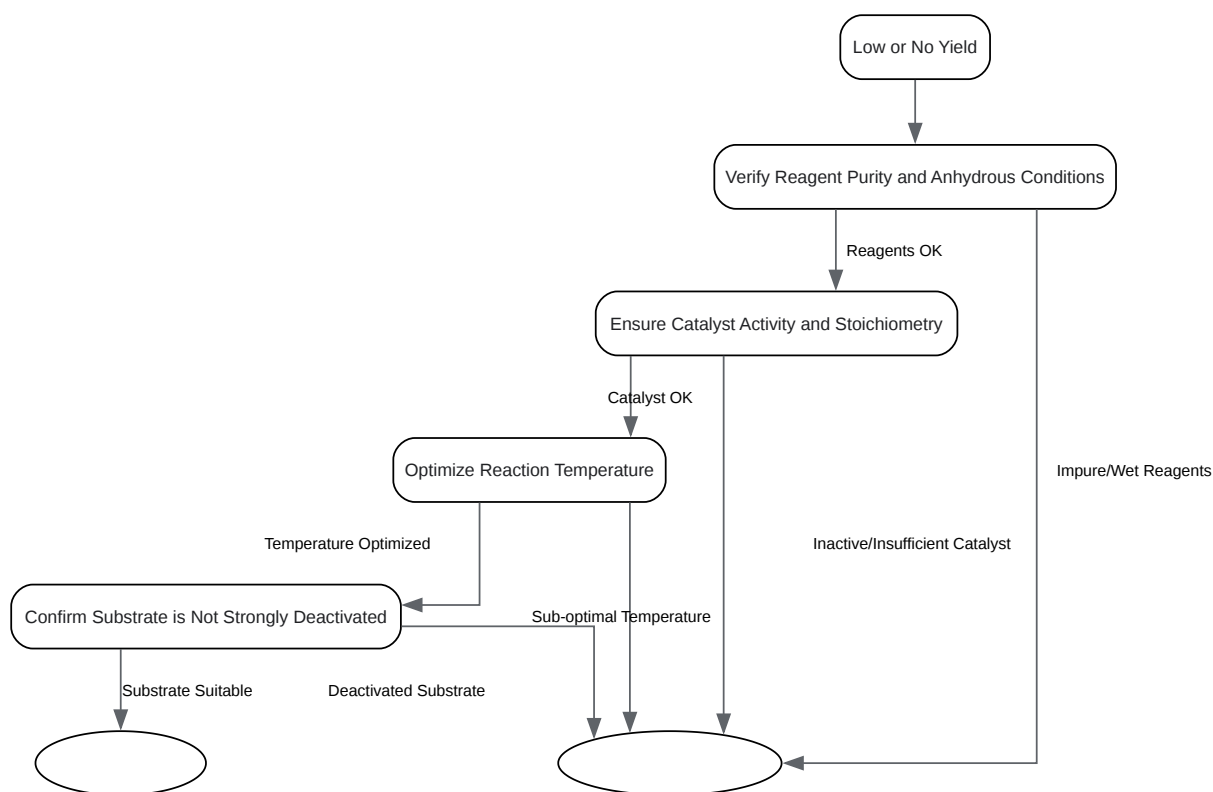 Low or No Yield
Verify Reagent Purity and Anhydrous Conditions
Reagents OK
Ensure Catalyst Activity and Stoichiometry
Catalyst OK
Optimize Reaction Temperature
Impure/Wet Reagents
Temperature Optimized
Inactive/Insufficient Catalyst
Confirm Substrate is Not Strongly Deactivated
Sub-optimal Temperature
Substrate Suitable
Deactivated Substrate